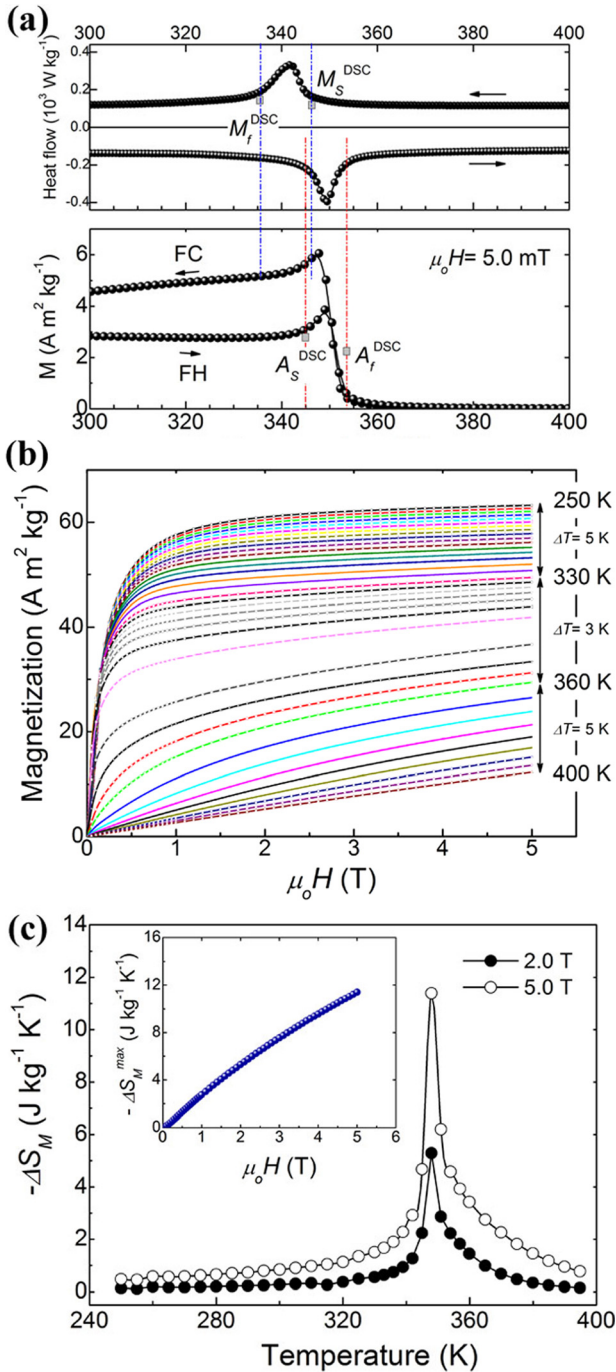 (a)
300 320 340 360 380 400
0.4
0.2
0.0
-0.2
-0.4
Heat flow (10³ W kg⁻¹)
M_S^DSC
M_f^DSC
6
4
2
0
M (A m² kg⁻¹)
FC
μ_oH= 5.0 mT
FH
A_S^DSC
A_f^DSC
300 320 340 360 380 400
(b)
60
40
20
0
Magnetization (A m² kg⁻¹)
250 K
ΔT= 5 K
330 K
ΔT= 3 K
360 K
ΔT= 5 K
400 K
0 1 2 3 4 5
μ_oH (T)
(c)
14
12
10
8
6
4
2
0
-ΔS_M (J kg⁻¹ K⁻¹)
16
12
8
4
0
- ΔS_M^max (J kg⁻¹ K⁻¹)
0 1 2 3 4 5 6
μ_oH (T)
2.0 T
5.0 T
240 280 320 360 400
Temperature (K)